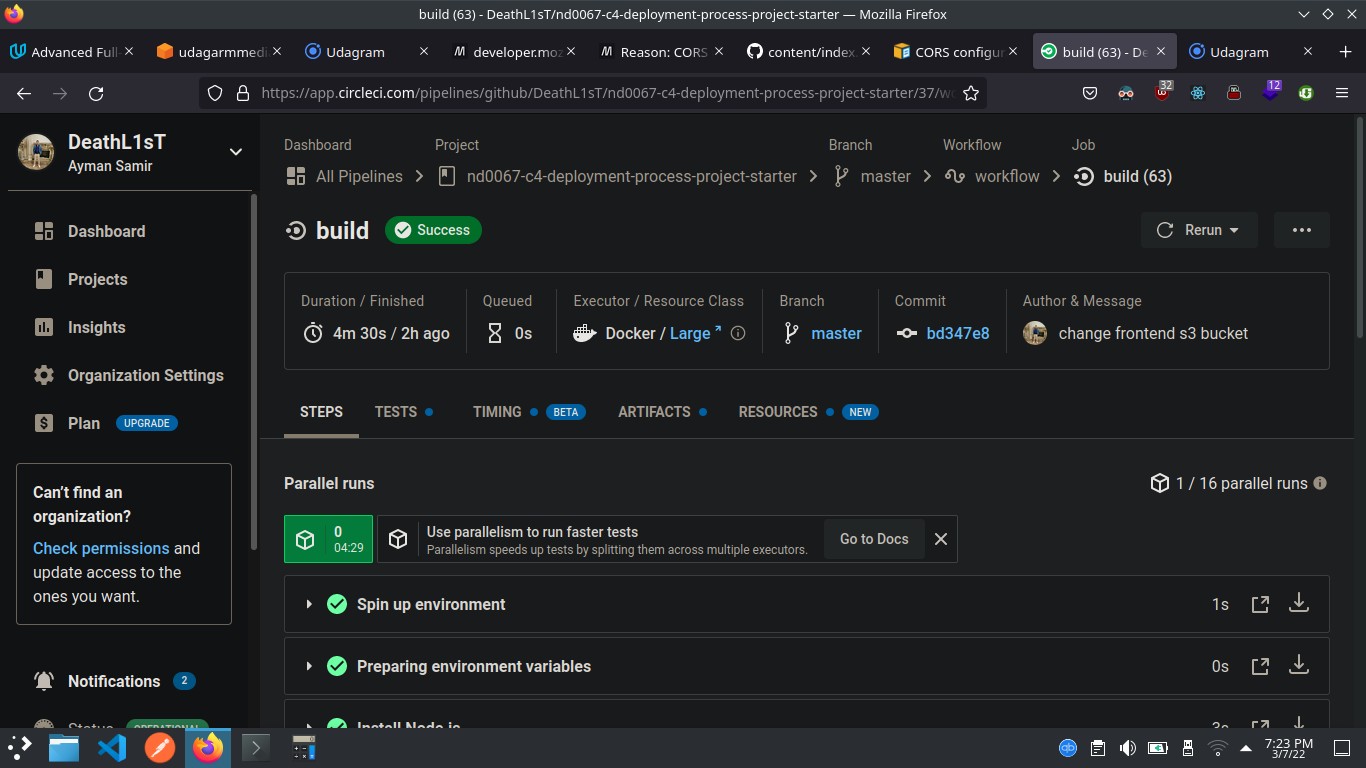 build (63) - DeathL1sT/nd0067-c4-deployment-process-project-starter — Mozilla Firefox
Advanced Full
udagarmmedi
Udagram
developer.moz
Reason: CORS
content/index.
CORS configur
build (63) - De
Udagram
https://app.circleci.com/pipelines/github/DeathL1sT/nd0067-c4-deployment-process-project-starter/37/wo
32
12
DeathL1sT
Ayman Samir
Dashboard
Projects
Insights
Organization Settings
Plan UPGRADE
Can't find an
organization?
Check permissions and
update access to the
ones you want.
Notifications 2
Status OPERATIONAL
Dashboard Project Branch Workflow Job
All Pipelines nd0067-c4-deployment-process-project-starter master workflow build (63)
build Success Rerun
Duration / Finished Queued Executor / Resource Class Branch Commit Author & Message
4m 30s / 2h ago 0s Docker / Large master bd347e8 change frontend s3 bucket
STEPS TESTS TIMING BETA ARTIFACTS RESOURCES NEW
Parallel runs 1 / 16 parallel runs
0
04:29
Use parallelism to run faster tests
Parallelism speeds up tests by splitting them across multiple executors.
Go to Docs
Spin up environment 1s
Preparing environment variables 0s
Install Node.js 3s
qb
7:23 PM
3/7/22